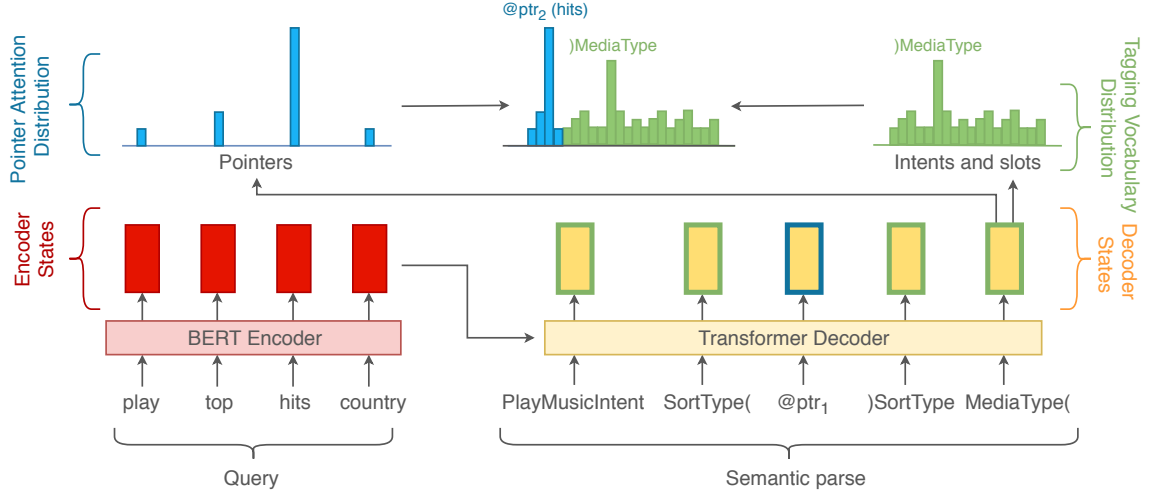 @ptr₂ (hits)
)MediaType
)MediaType
Pointer Attention
Distribution
Tagging Vocabulary
Distribution
Pointers
Intents and slots
Encoder
States
Decoder
States
BERT Encoder
Transformer Decoder
play top hits country
PlayMusicIntent SortType( @ptr₁ )SortType MediaType(
Query
Semantic parse